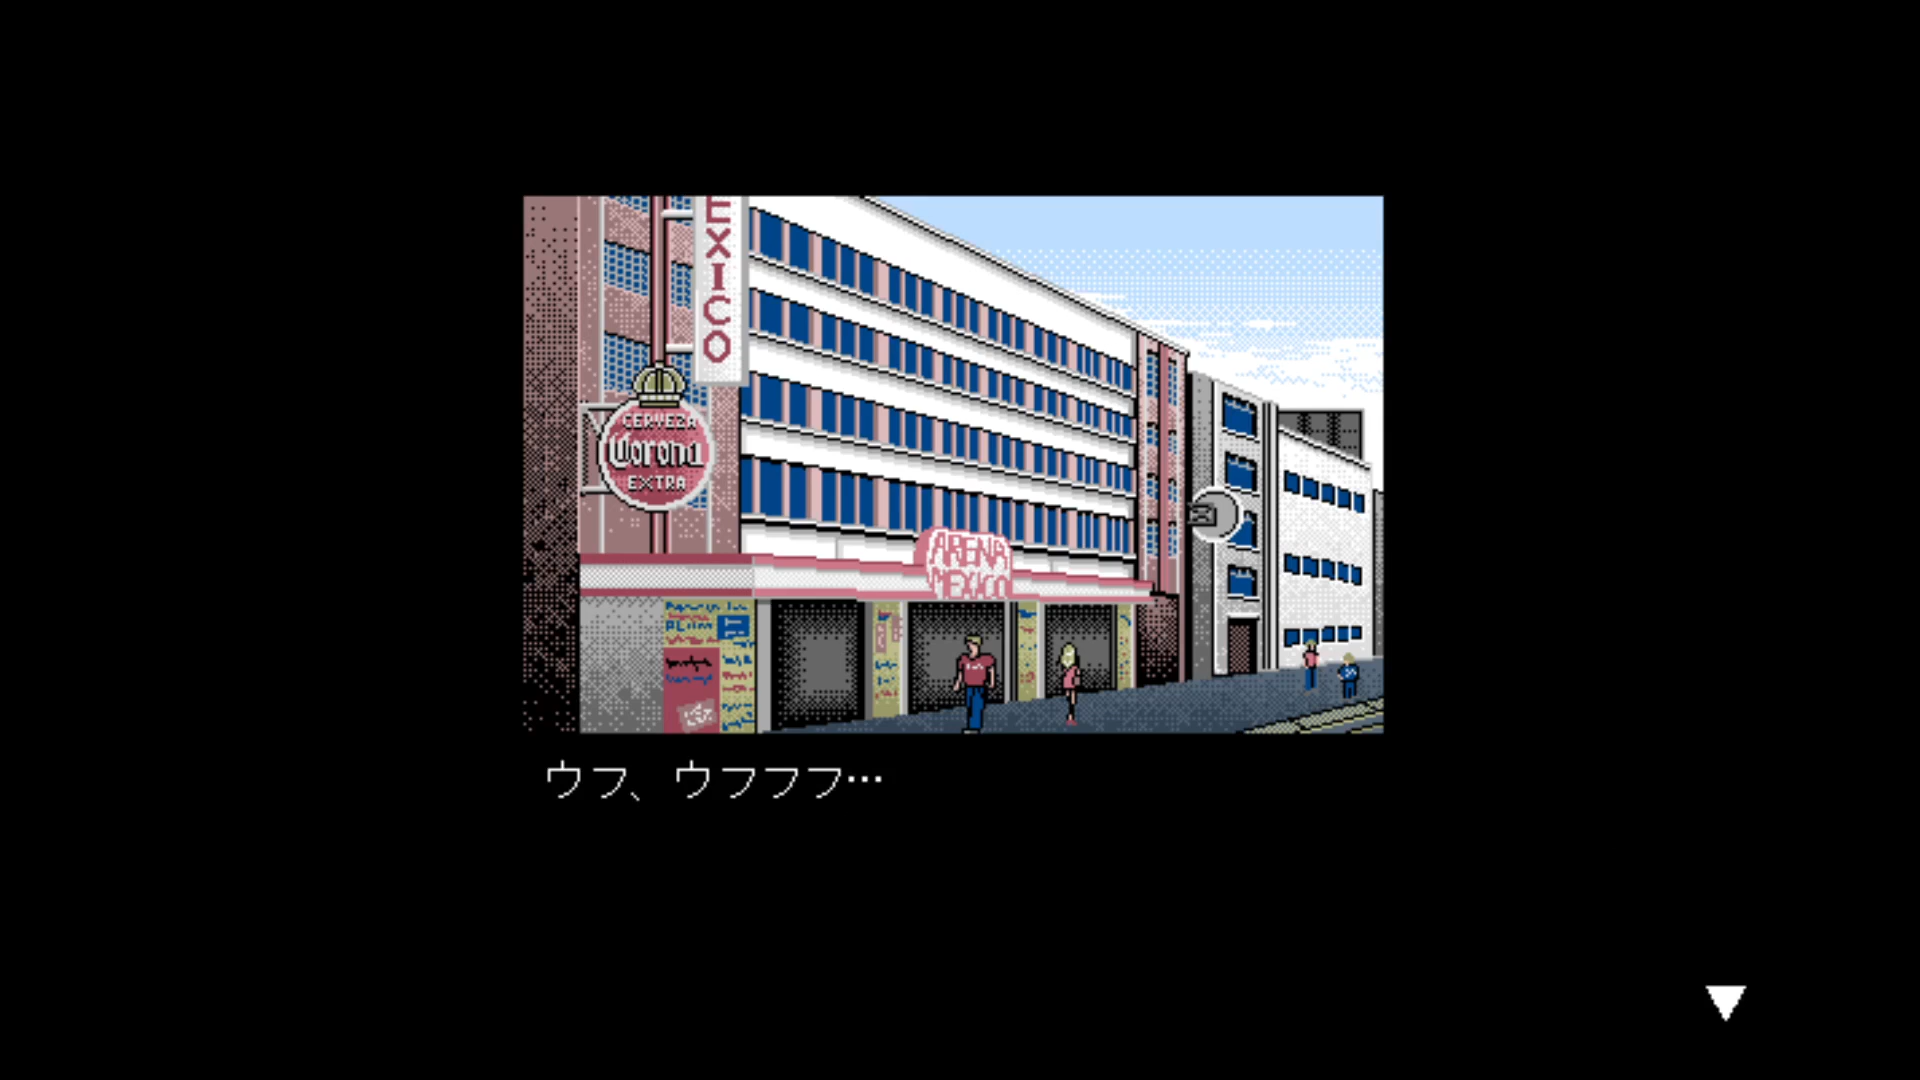 EXICO
CERVEZA
Corona
EXTRA
ARENA
MEXICO
ウフ、ウフフフ…